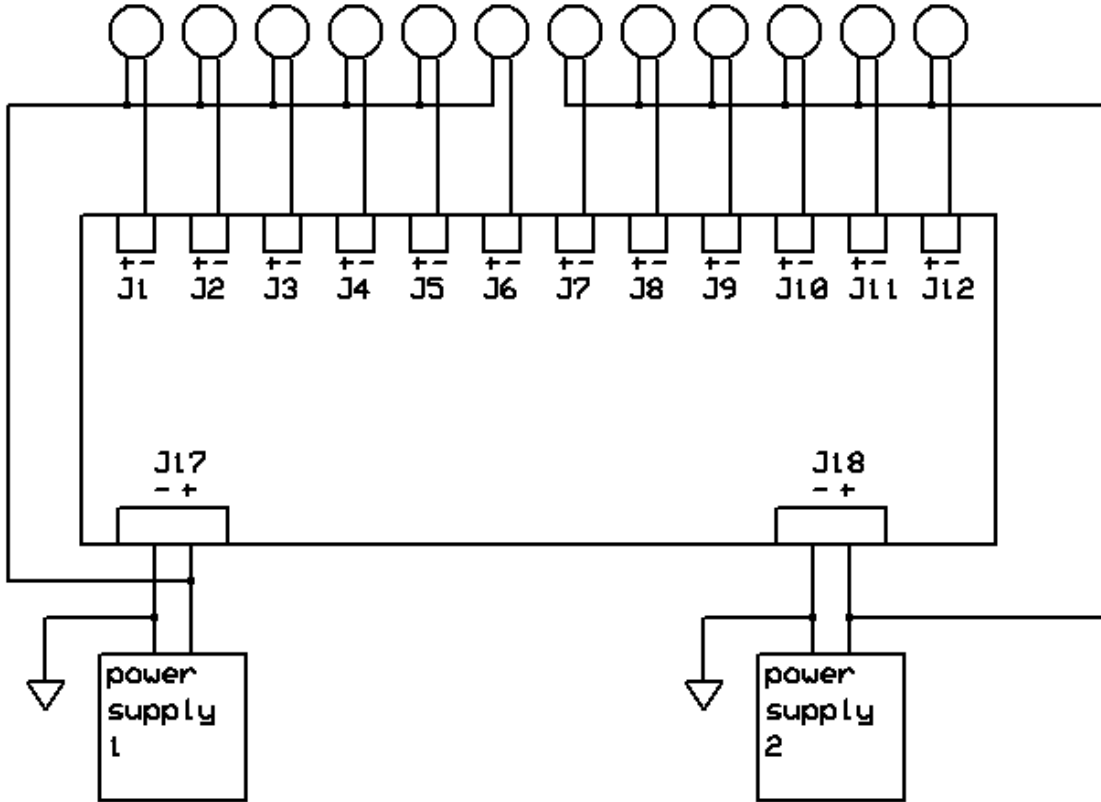 +- +- +- +- +- +- +- +- +- +- +- +-
J1 J2 J3 J4 J5 J6 J7 J8 J9 J10 J11 J12
J17 J18
- + - +
power
supply
1
power
supply
2